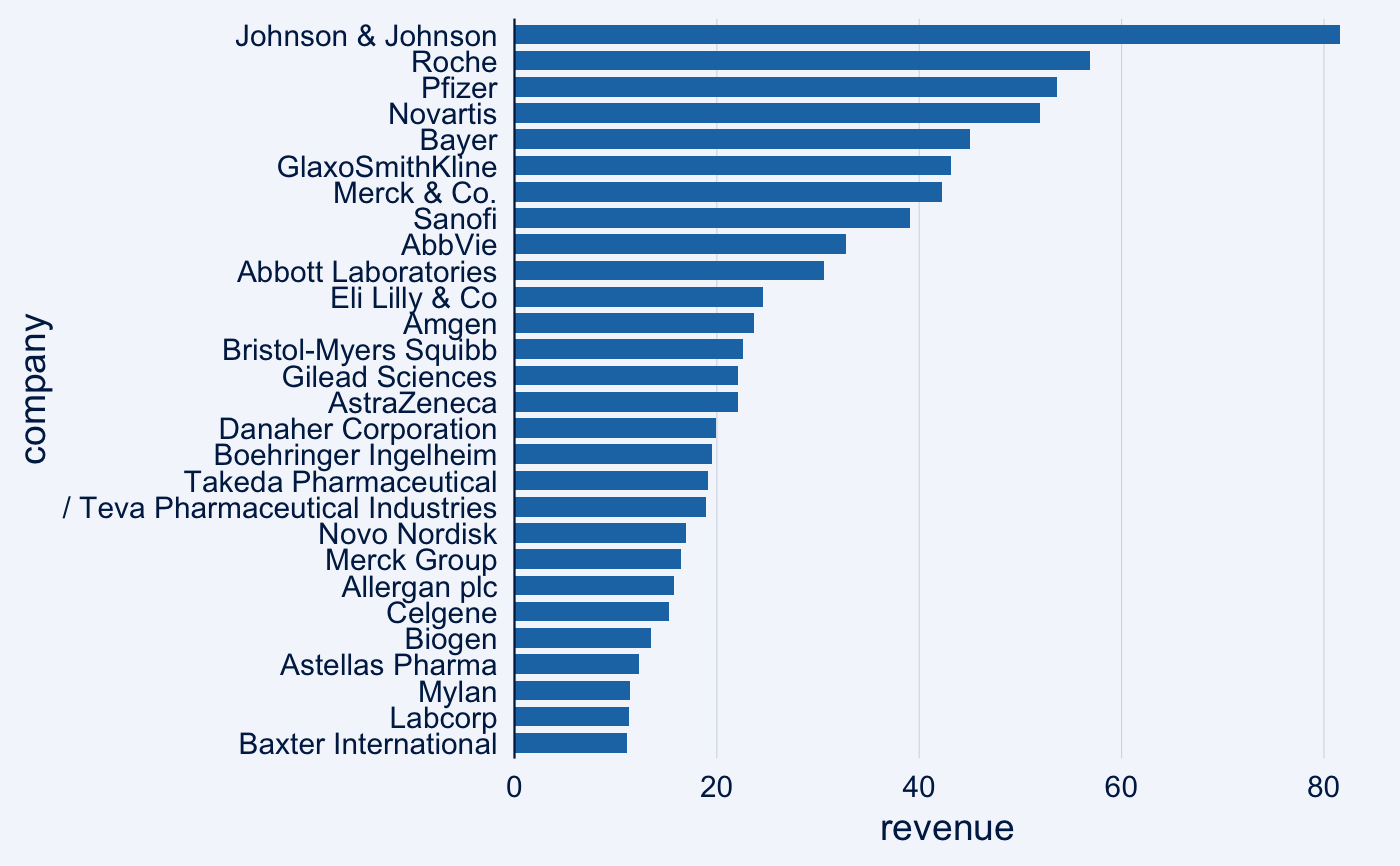 Johnson & Johnson
Roche
Pfizer
Novartis
Bayer
GlaxoSmithKline
Merck & Co.
Sanofi
AbbVie
Abbott Laboratories
Eli Lilly & Co
Amgen
Bristol-Myers Squibb
Gilead Sciences
AstraZeneca
Danaher Corporation
Boehringer Ingelheim
Takeda Pharmaceutical
/ Teva Pharmaceutical Industries
Novo Nordisk
Merck Group
Allergan plc
Celgene
Biogen
Astellas Pharma
Mylan
Labcorp
Baxter International
company
0 20 40 60 80
revenue